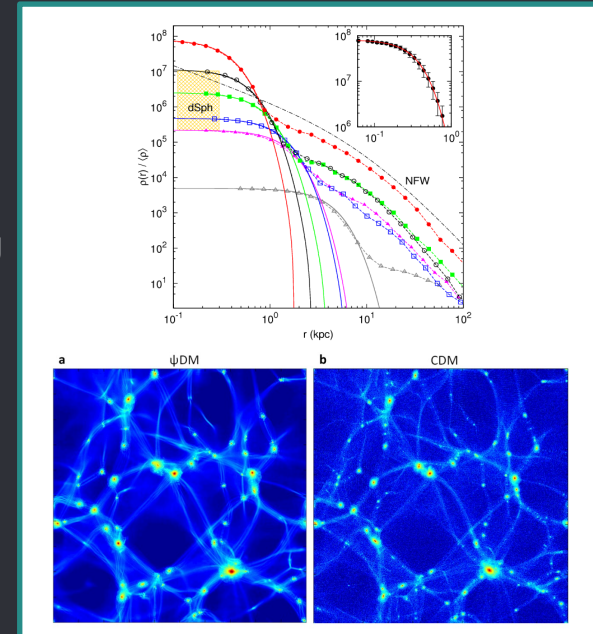 10⁸
10⁷
10⁶
10⁵
10⁴
10³
10²
10¹
ρ(r) / ⟨ρ⟩
dSph
NFW
10⁸
10⁷
10⁶
10⁻¹ 10⁰
10⁻¹ 10⁰ 10¹ 10²
r (kpc)
a ψDM b CDM